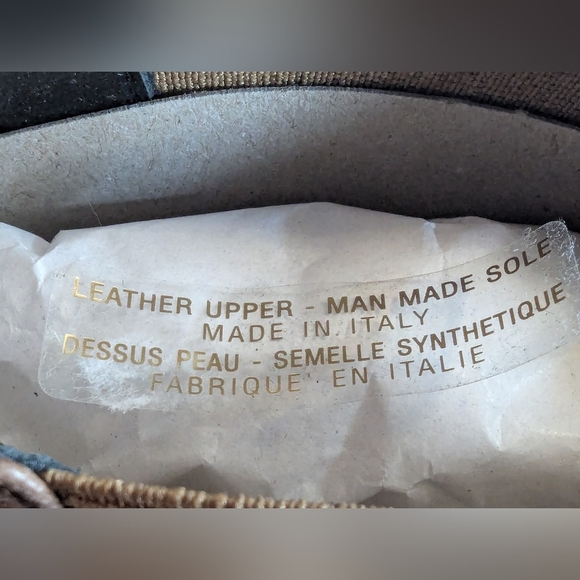 LEATHER UPPER - MAN MADE SOLE
MADE IN ITALY
DESSUS PEAU - SEMELLE SYNTHETIQUE
FABRIQUE EN ITALIE